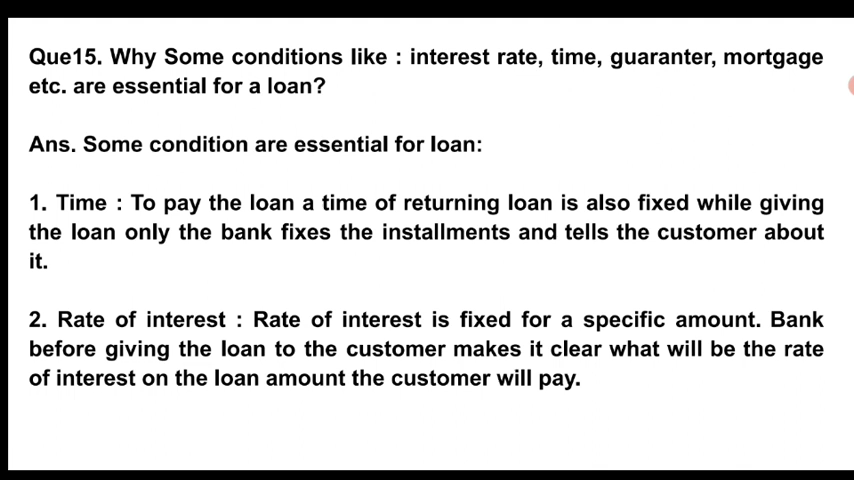 Que15. Why Some conditions like : interest rate, time, guaranter, mortgage
etc. are essential for a loan?
Ans. Some condition are essential for loan:
1. Time : To pay the loan a time of returning loan is also fixed while giving
the loan only the bank fixes the installments and tells the customer about
it.
2. Rate of interest : Rate of interest is fixed for a specific amount. Bank
before giving the loan to the customer makes it clear what will be the rate
of interest on the loan amount the customer will pay.